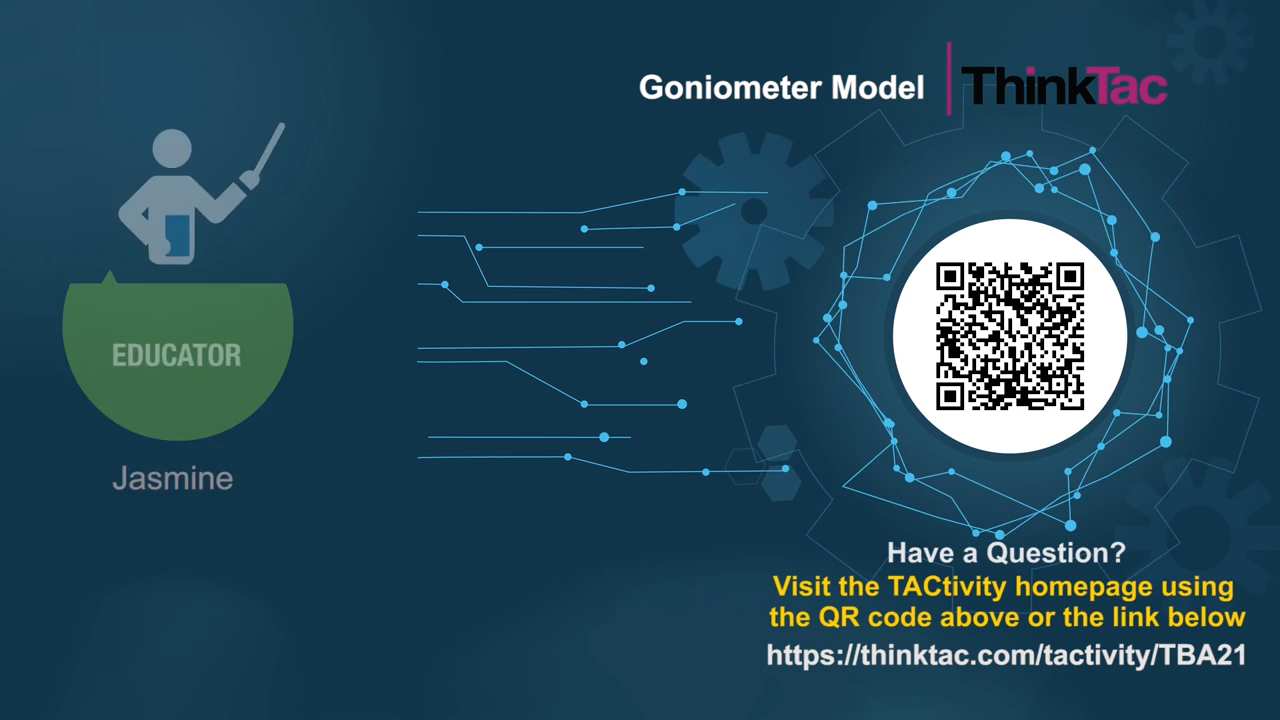 Goniometer Model
ThinkTac
EDUCATOR
Jasmine
Have a Question?
Visit the TACtivity homepage using
the QR code above or the link below
https://thinktac.com/tactivity/TBA21